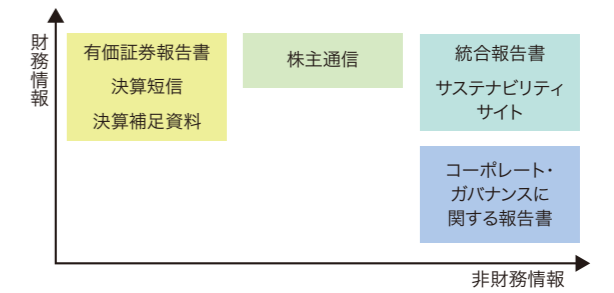 財務情報
有価証券報告書
決算短信
決算補足資料
株主通信
統合報告書
サステナビリティ
サイト
コーポレート・
ガバナンスに
関する報告書
非財務情報